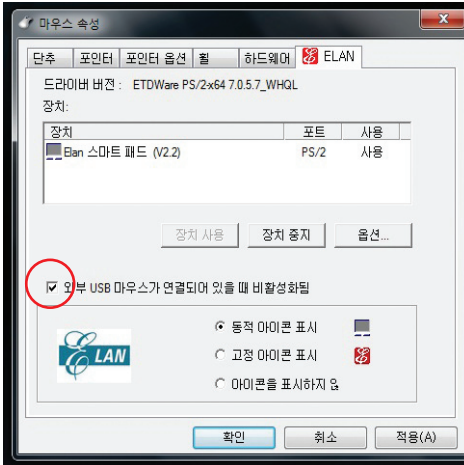 마우스 속성
단추 포인터 포인터 옵션 휠 하드웨어 ELAN
드라이버 버전 : ETDWare PS/2-x64 7.0.5.7_WHQL
장치:
장치 포트 사용
Elan 스마트 패드 (V2.2) PS/2 사용
장치 사용 장치 중지 옵션...
외부 USB 마우스가 연결되어 있을 때 비활성화됨
동적 아이콘 표시
ELAN
고정 아이콘 표시
아이콘을 표시하지 않
확인 취소 적용(A)